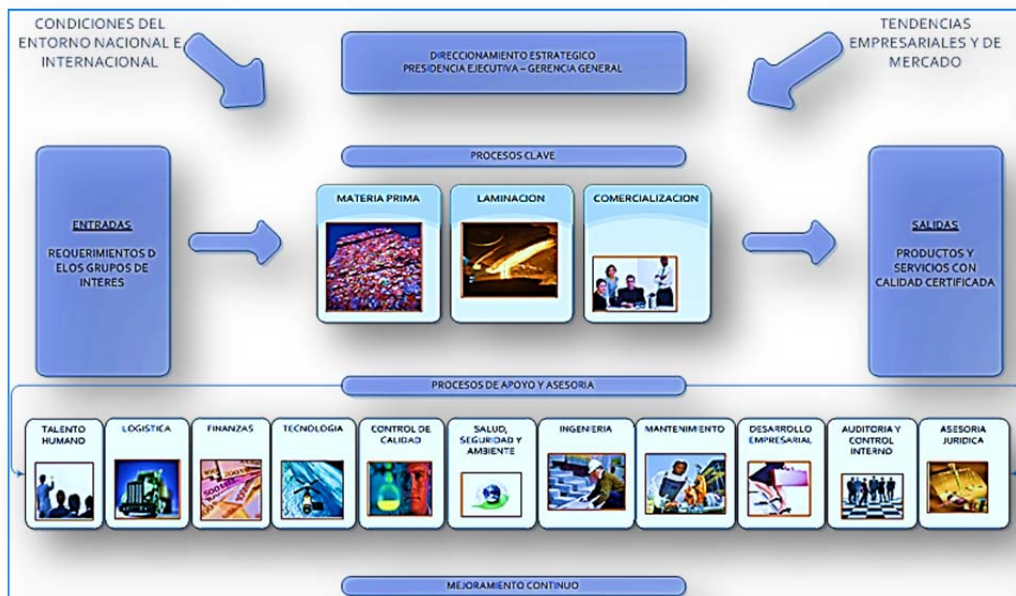 CONDICIONES DEL
ENTORNO NACIONAL E
INTERNACIONAL
DIRECCIONAMIENTO ESTRATEGICO
PRESIDENCIA EJECUTIVA – GERENCIA GENERAL
TENDENCIAS
EMPRESARIALES Y DE
MERCADO
PROCESOS CLAVE
ENTRADAS
REQUERIMIENTOS D
ELOS GRUPOS DE
INTERES
MATERIA PRIMA
LAMINACION
COMERCIALIZACION
SALIDAS
PRODUCTOS Y
SERVICIOS CON
CALIDAD CERTIFICADA
PROCESOS DE APOYO Y ASESORIA
TALENTO
HUMANO
LOGISTICA
FINANZAS
TECNOLOGIA
CONTROL DE
CALIDAD
SALUD,
SEGURIDAD Y
AMBIENTE
INGENIERIA
MANTENIMIENTO
DESARROLLO
EMPRESARIAL
AUDITORIA Y
CONTROL
INTERNO
ASESORIA
JURIDICA
MEJORAMIENTO CONTINUO